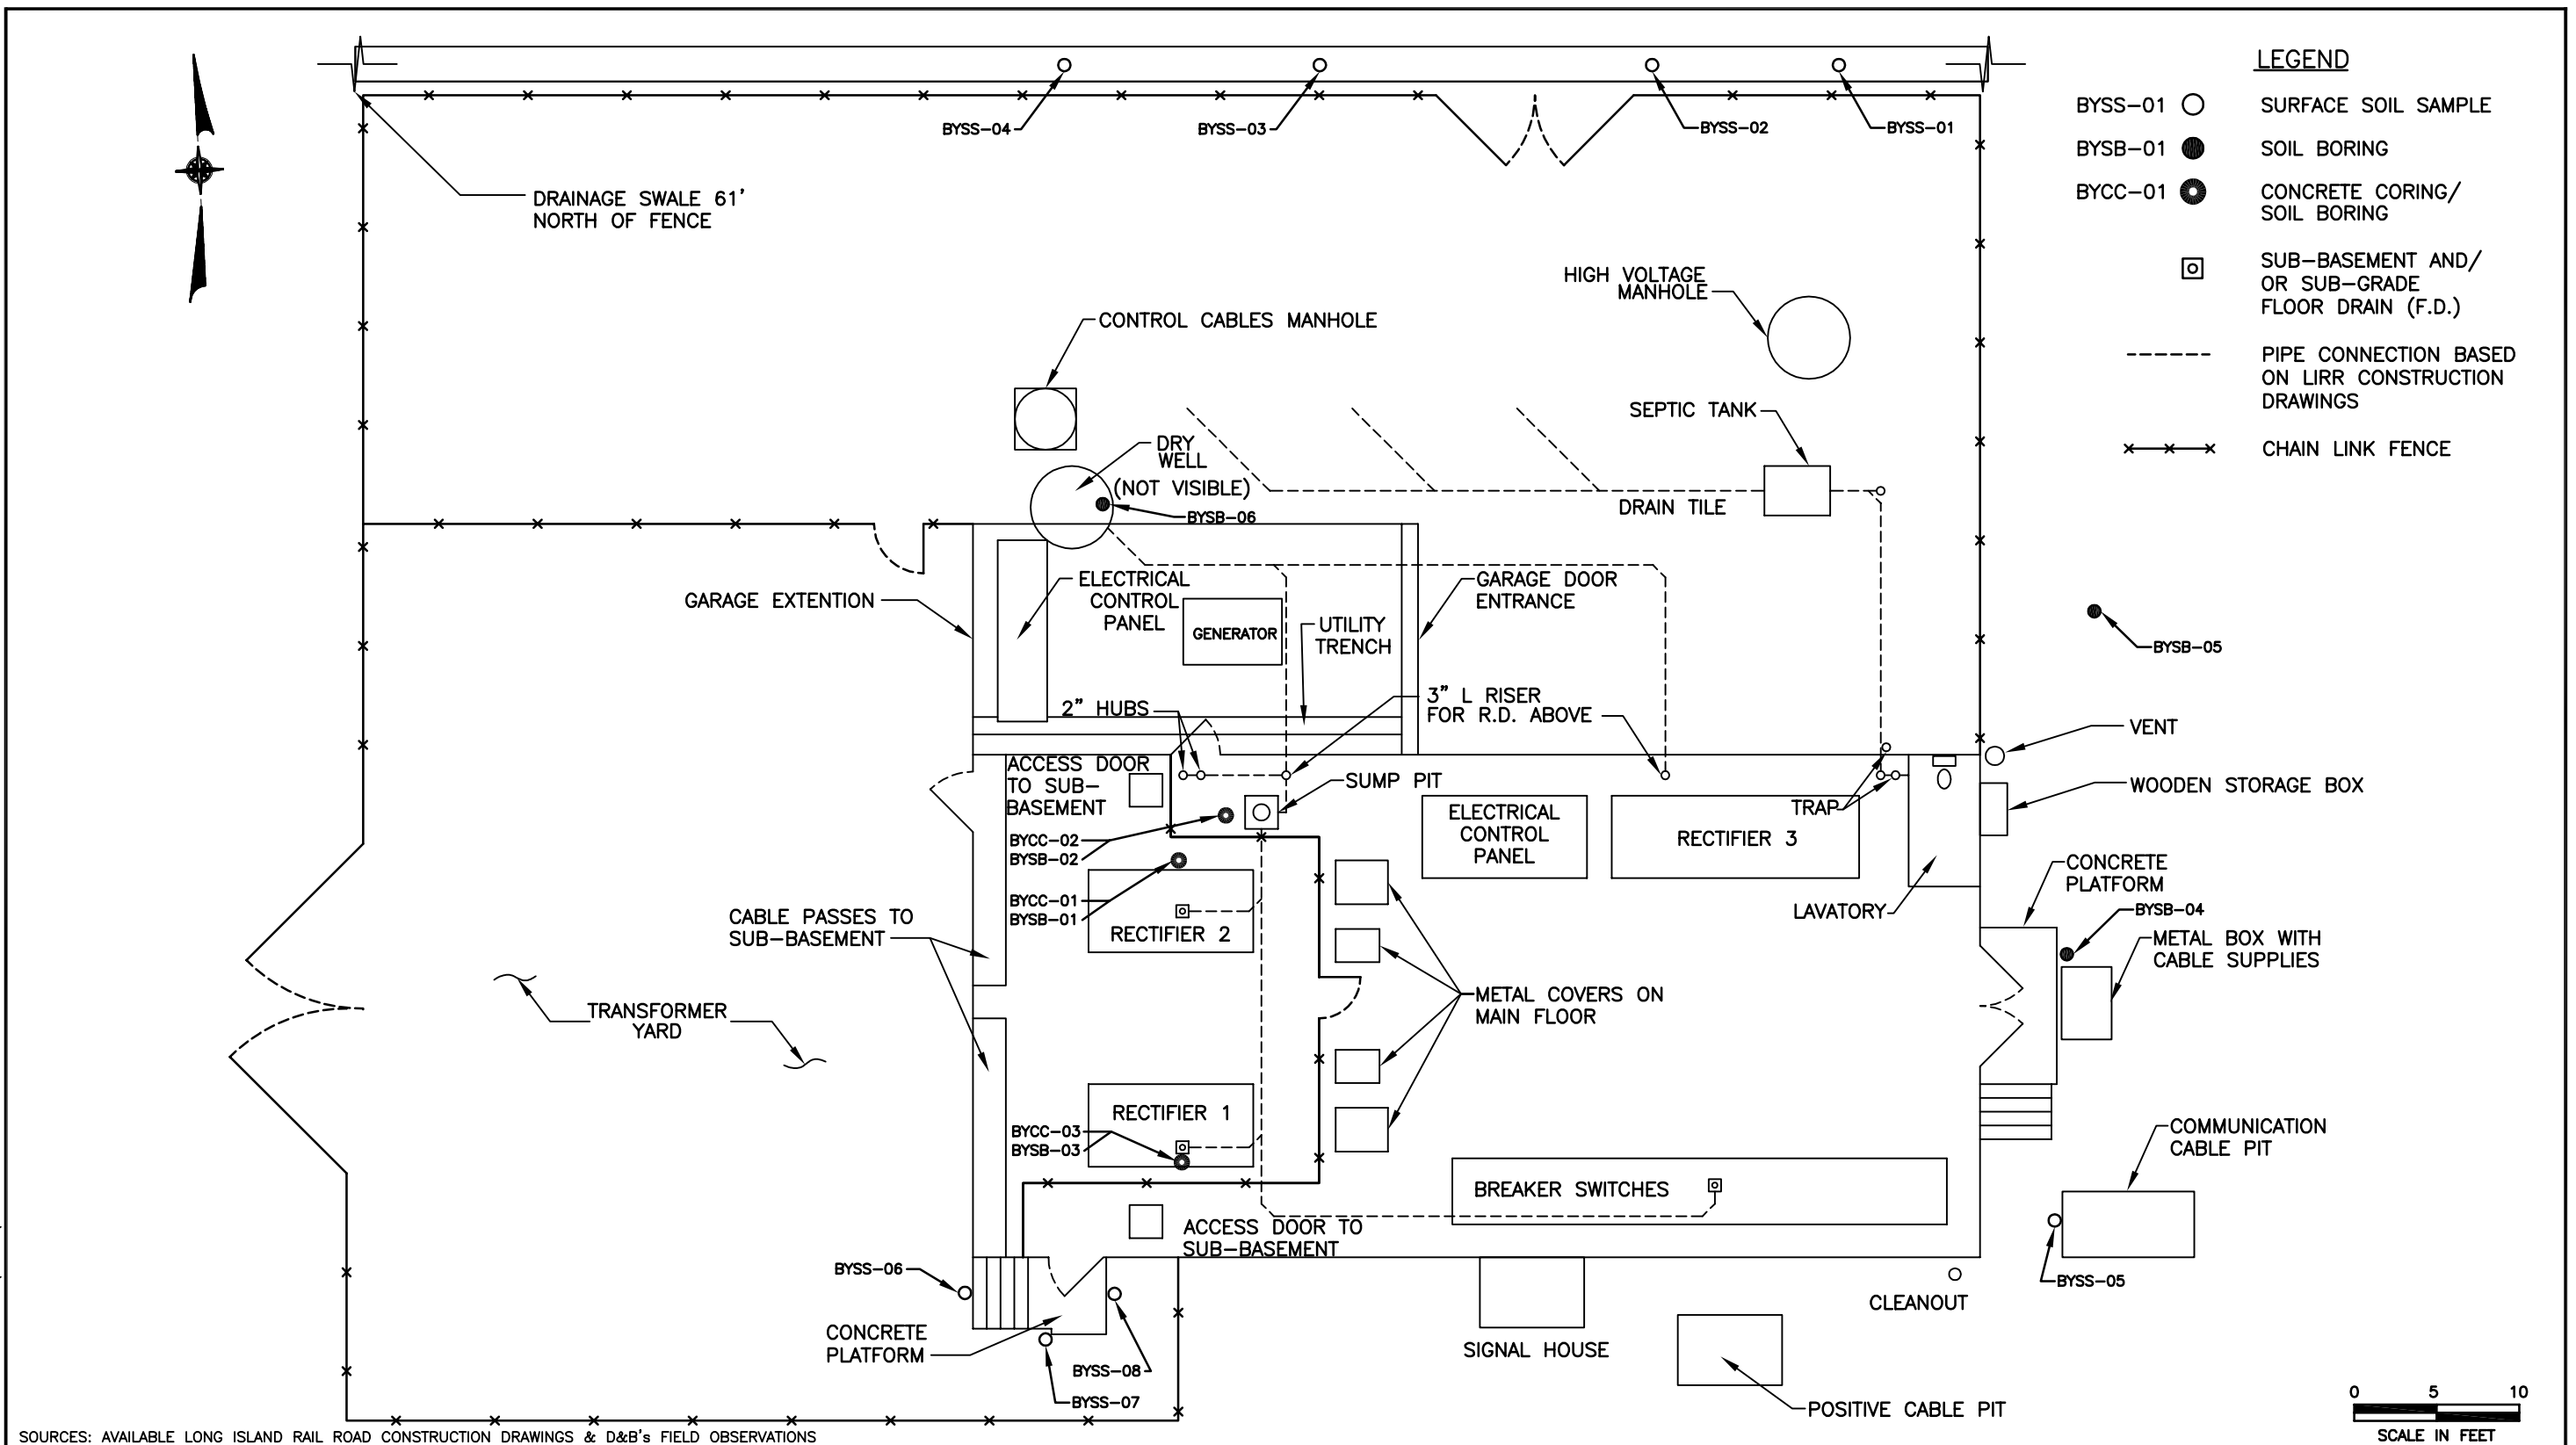 LEGEND
BYSS-01
SURFACE SOIL SAMPLE
BYSB-01
SOIL BORING
BYCC-01
CONCRETE CORING/
SOIL BORING
SUB-BASEMENT AND/
OR SUB-GRADE
FLOOR DRAIN (F.D.)
PIPE CONNECTION BASED
ON LIRR CONSTRUCTION
DRAWINGS
CHAIN LINK FENCE
BYSS-04
BYSS-03
BYSS-02
BYSS-01
DRAINAGE SWALE 61'
NORTH OF FENCE
HIGH VOLTAGE
MANHOLE
CONTROL CABLES MANHOLE
SEPTIC TANK
DRY
WELL
(NOT VISIBLE)
BYSB-06
DRAIN TILE
GARAGE EXTENTION
ELECTRICAL
CONTROL
PANEL
GENERATOR
UTILITY
TRENCH
GARAGE DOOR
ENTRANCE
BYSB-05
2" HUBS
3" L RISER
FOR R.D. ABOVE
VENT
ACCESS DOOR
TO SUB-
BASEMENT
SUMP PIT
WOODEN STORAGE BOX
ELECTRICAL
CONTROL
PANEL
TRAP
RECTIFIER 3
BYCC-02
BYSB-02
CONCRETE
PLATFORM
BYCC-01
BYSB-01
RECTIFIER 2
LAVATORY
BYSB-04
CABLE PASSES TO
SUB-BASEMENT
METAL BOX WITH
CABLE SUPPLIES
TRANSFORMER
YARD
METAL COVERS ON
MAIN FLOOR
RECTIFIER 1
BYCC-03
BYSB-03
COMMUNICATION
CABLE PIT
BREAKER SWITCHES
ACCESS DOOR TO
SUB-BASEMENT
BYSS-06
BYSS-05
CLEANOUT
CONCRETE
PLATFORM
SIGNAL HOUSE
BYSS-08
BYSS-07
POSITIVE CABLE PIT
0 5 10
SCALE IN FEET
SOURCES: AVAILABLE LONG ISLAND RAIL ROAD CONSTRUCTION DRAWINGS & D&B's FIELD OBSERVATIONS